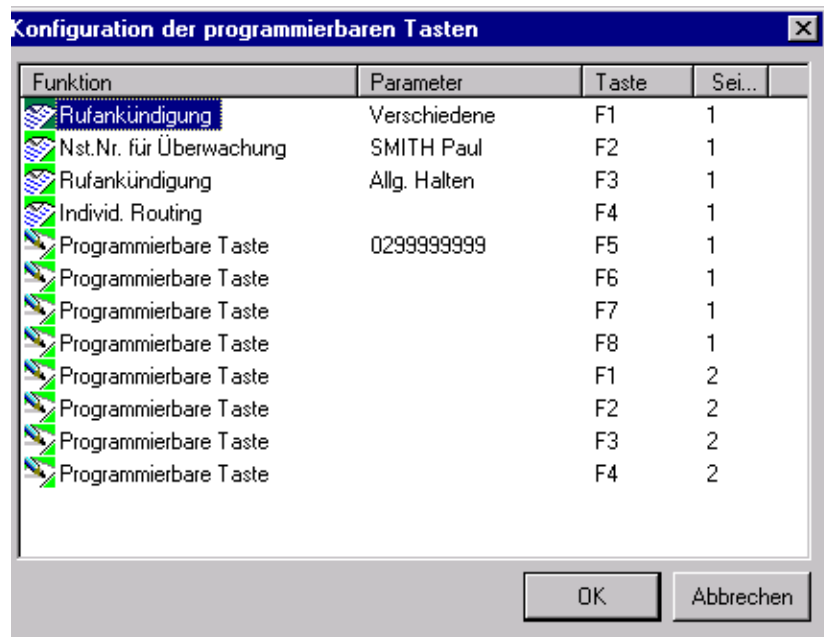 Konfiguration der programmierbaren Tasten
Funktion Parameter Taste Sei...
Rufankündigung Verschiedene F1 1
Nst.Nr. für Überwachung SMITH Paul F2 1
Rufankündigung Allg. Halten F3 1
Individ. Routing F4 1
Programmierbare Taste 0299999999 F5 1
Programmierbare Taste F6 1
Programmierbare Taste F7 1
Programmierbare Taste F8 1
Programmierbare Taste F1 2
Programmierbare Taste F2 2
Programmierbare Taste F3 2
Programmierbare Taste F4 2
OK Abbrechen